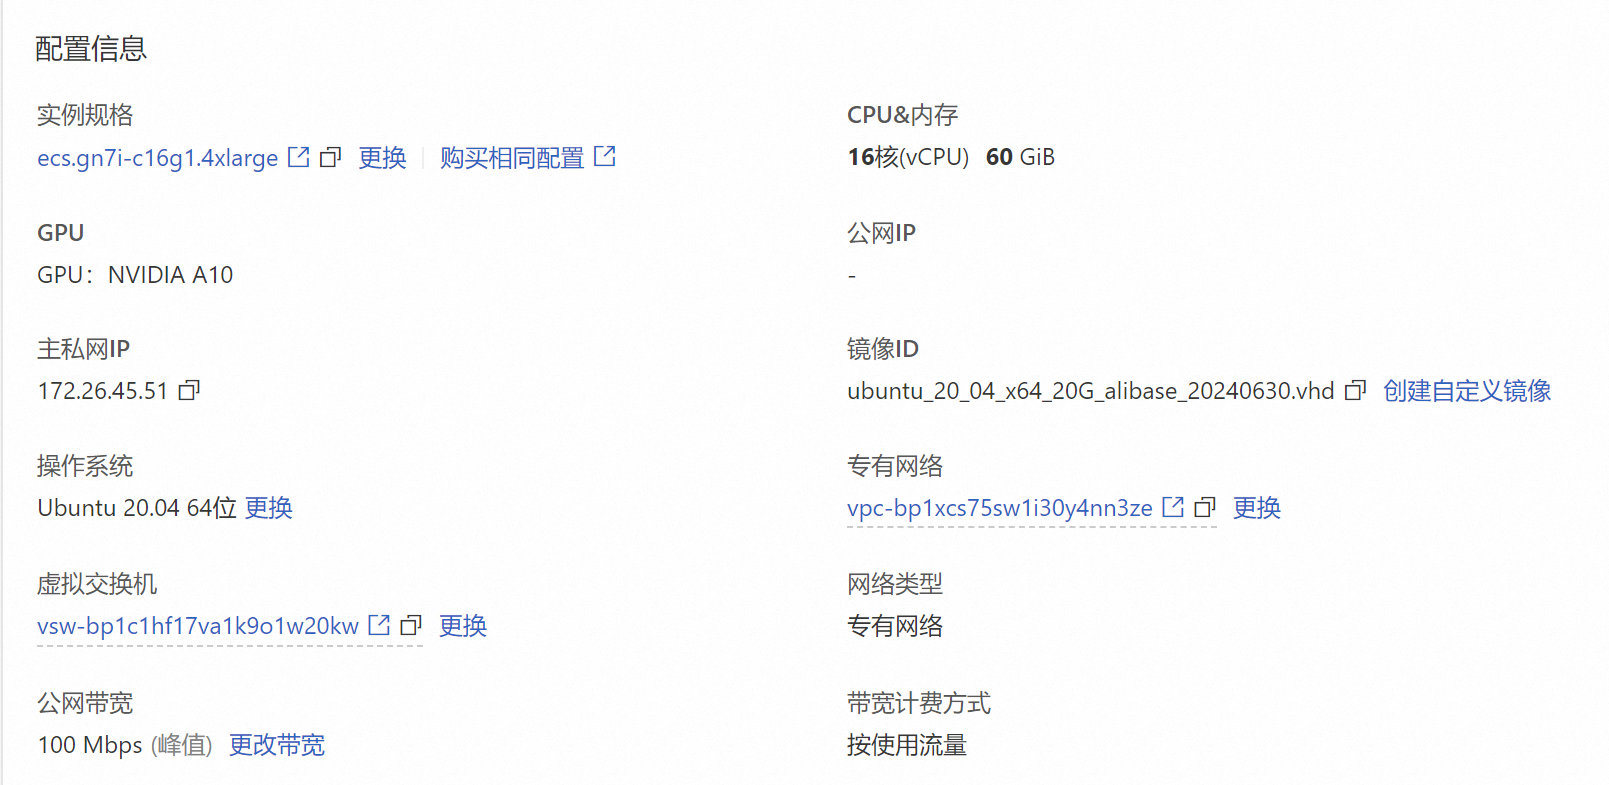 配置信息
实例规格
ecs.gn7i-c16g1.4xlarge 更换 购买相同配置
CPU&内存
16核(vCPU) 60 GiB
GPU
GPU：NVIDIA A10
公网IP
-
主私网IP
172.26.45.51
镜像ID
ubuntu_20_04_x64_20G_alibase_20240630.vhd 创建自定义镜像
操作系统
Ubuntu 20.04 64位 更换
专有网络
vpc-bp1xcs75sw1i30y4nn3ze 更换
虚拟交换机
vsw-bp1c1hf17va1k9o1w20kw 更换
网络类型
专有网络
公网带宽
100 Mbps (峰值) 更改带宽
带宽计费方式
按使用流量